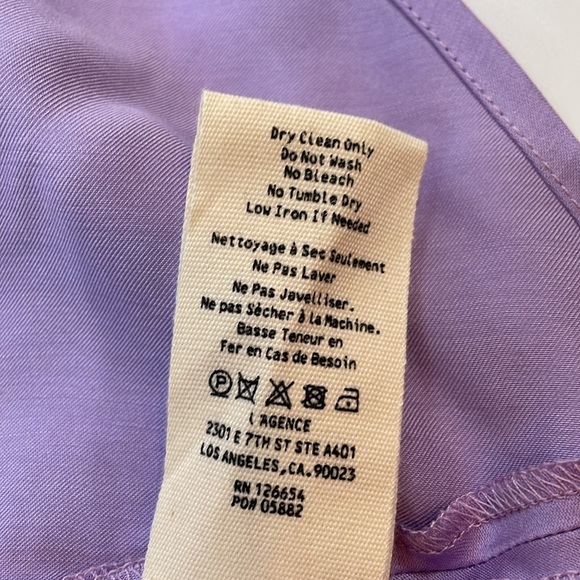 Dry Clean Only
Do Not Wash
No Bleach
No Tumble Dry
Low Iron If Needed
Nettoyage à Sec Seulement
Ne Pas Laver
Ne Pas Javelliser.
Ne pas Sècher à la Machine.
Basse Teneur en
Fer en Cas de Besoin
P
L'AGENCE
2301 E 7TH ST STE A401
LOS ANGELES, CA. 90023
RN 126654
PO# 05882